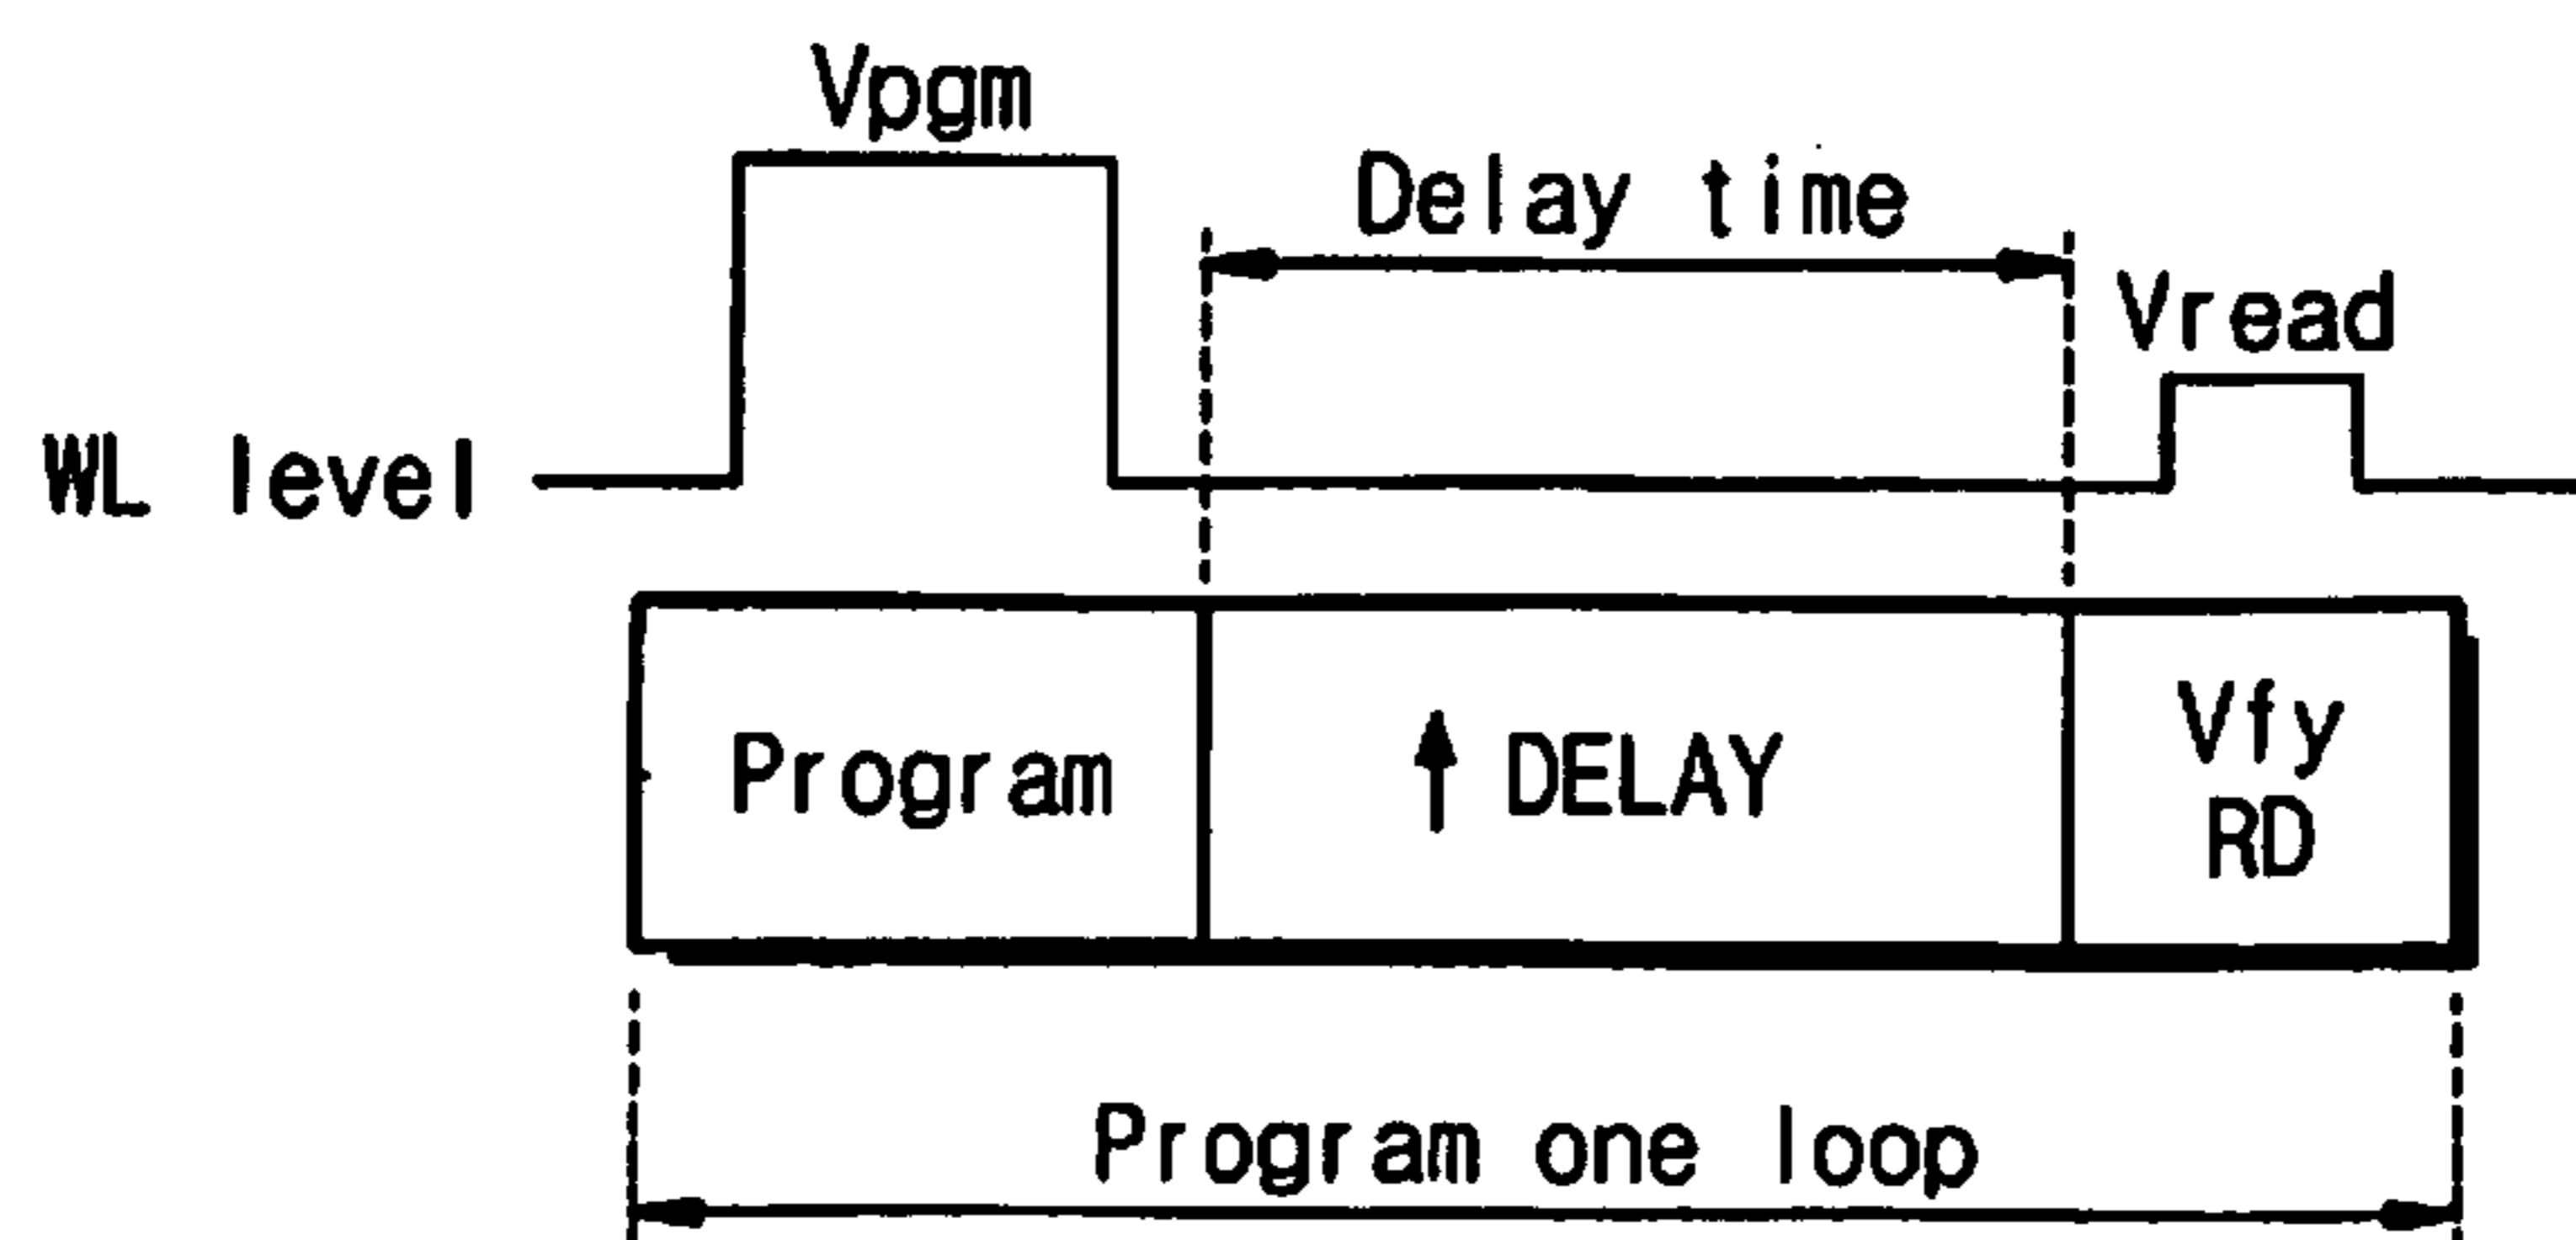 Vpgm
Delay time
Vread
WL level
Program
↑ DELAY
Vfy
RD
Program one loop